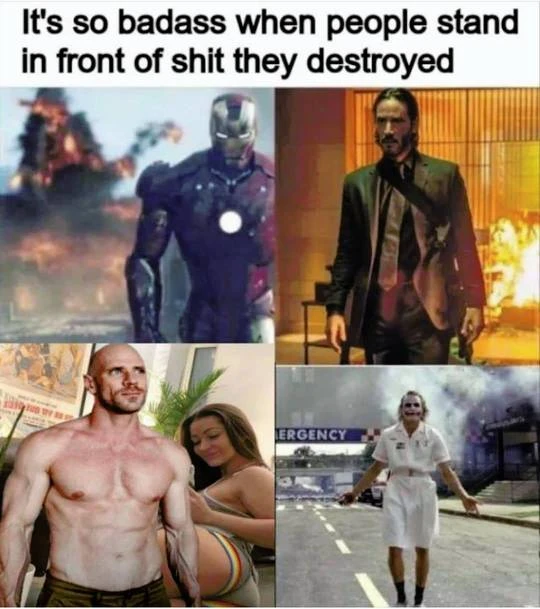 It's so badass when people stand
in front of shit they destroyed
ERGENCY